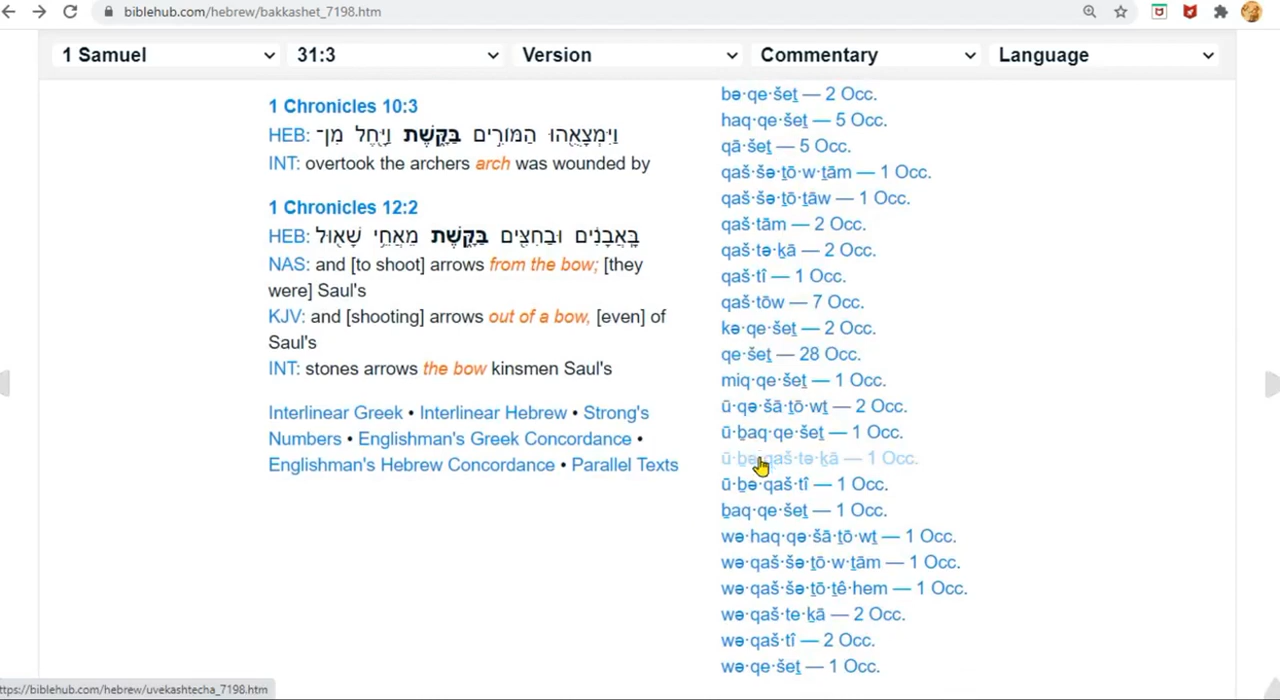 biblehub.com/hebrew/bakkashet_7198.htm
1 Samuel 31:3 Version Commentary Language
1 Chronicles 10:3
HEB: וַיִּמְצָאֻ֙הוּ֙ הַמּוֹרִ֣ים בַּקָּ֔שֶׁת וַיָּ֖חֶל מִן־
INT: overtook the archers arch was wounded by
1 Chronicles 12:2
HEB: בָּֽאֲבָנִ֔ים וּבַחִצִּ֖ים בַּקָּ֑שֶׁת מֵאֲחֵ֥י שָׁא֖וּל
NAS: and [to shoot] arrows from the bow; [they
were] Saul's
KJV: and [shooting] arrows out of a bow, [even] of
Saul's
INT: stones arrows the bow kinsmen Saul's
Interlinear Greek • Interlinear Hebrew • Strong's
Numbers • Englishman's Greek Concordance •
Englishman's Hebrew Concordance • Parallel Texts
bə·qe·šeṯ — 2 Occ.
haq·qe·šeṯ — 5 Occ.
qā·šeṯ — 5 Occ.
qaš·šə·ṯō·w·ṯām — 1 Occ.
qaš·šə·ṯō·ṯāw — 1 Occ.
qaš·tām — 2 Occ.
qaš·tə·ḵā — 2 Occ.
qaš·tî — 1 Occ.
qaš·tōw — 7 Occ.
kə·qe·šeṯ — 2 Occ.
qe·šeṯ — 28 Occ.
miq·qe·šeṯ — 1 Occ.
ū·qə·šā·ṯō·wṯ — 2 Occ.
ū·ḇaq·qe·šeṯ — 1 Occ.
ū·ḇə·qaš·tə·ḵā — 1 Occ.
ū·ḇə·qaš·tî — 1 Occ.
ḇaq·qe·šeṯ — 1 Occ.
wə·haq·qə·šā·ṯō·wṯ — 1 Occ.
wə·qaš·šə·ṯō·w·ṯām — 1 Occ.
wə·qaš·šə·ṯō·ṯê·hem — 1 Occ.
wə·qaš·te·ḵā — 2 Occ.
wə·qaš·tî — 2 Occ.
wə·qe·šeṯ — 1 Occ.
ttps://biblehub.com/hebrew/uvekashtecha_7198.htm